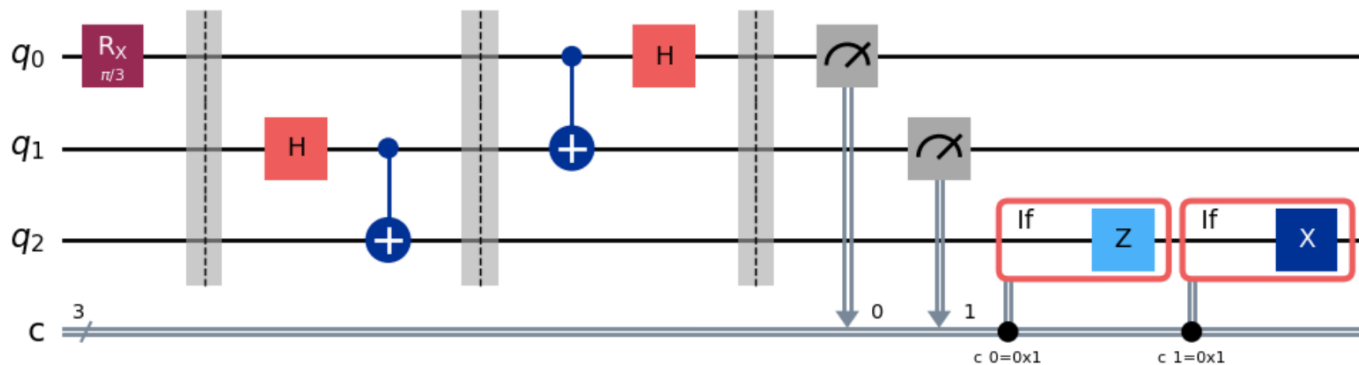 q0 Rx H
π/3
q1 H
If If
q2 Z X
3 0 1
c
c 0=0x1 c 1=0x1